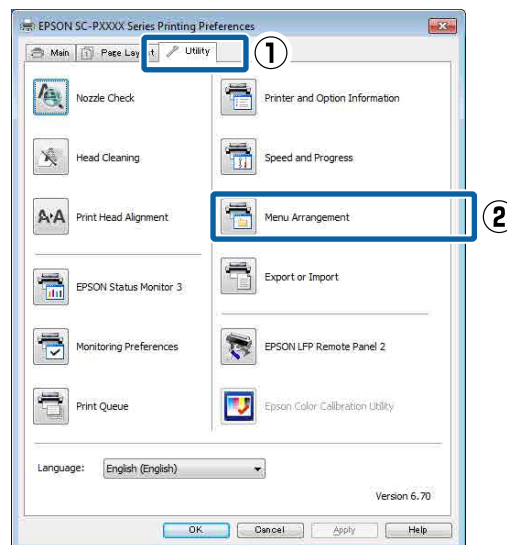 EPSON SC-PXXXX Series Printing Preferences
Main Page Lay t Utility ①
Nozzle Check Printer and Option Information
Head Cleaning Speed and Progress
Print Head Alignment Menu Arrangement ②
EPSON Status Monitor 3 Export or Import
Monitoring Preferences EPSON LFP Remote Panel 2
Print Queue Epson Color Calibration Utility
Language: English (English)
Version 6.70
OK Cancel Apply Help